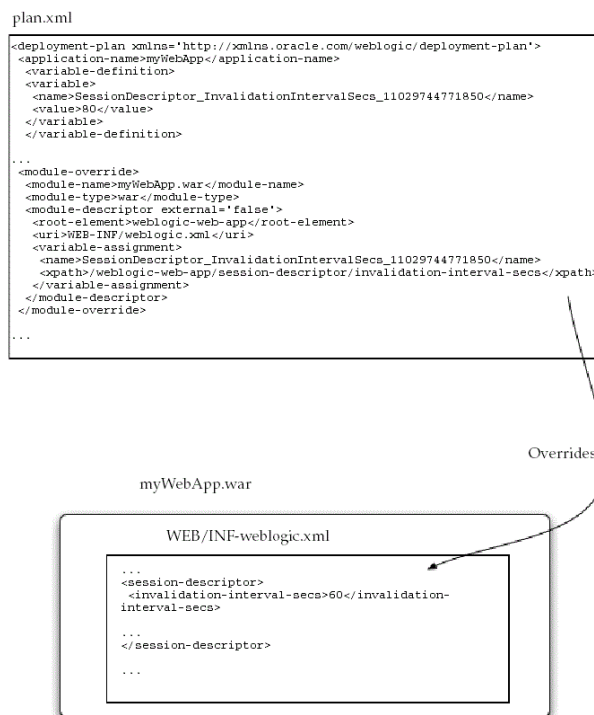 plan.xml
<deployment-plan xmlns='http://xmlns.oracle.com/weblogic/deployment-plan'>
<application-name>myWebApp</application-name>
<variable-definition>
<variable>
<name>SessionDescriptor_InvalidationIntervalSecs_11029744771850</name>
<value>80</value>
</variable>
</variable-definition>
...
<module-override>
<module-name>myWebApp.war</module-name>
<module-type>war</module-type>
<module-descriptor external='false'>
<root-element>weblogic-web-app</root-element>
<uri>WEB-INF/weblogic.xml</uri>
<variable-assignment>
<name>SessionDescriptor_InvalidationIntervalSecs_11029744771850</name>
<xpath>/weblogic-web-app/session-descriptor/invalidation-interval-secs</xpath>
</variable-assignment>
</module-descriptor>
</module-override>
...
Overrides
myWebApp.war
WEB/INF-weblogic.xml
...
<session-descriptor>
<invalidation-interval-secs>60</invalidation-
interval-secs>
...
</session-descriptor>
...